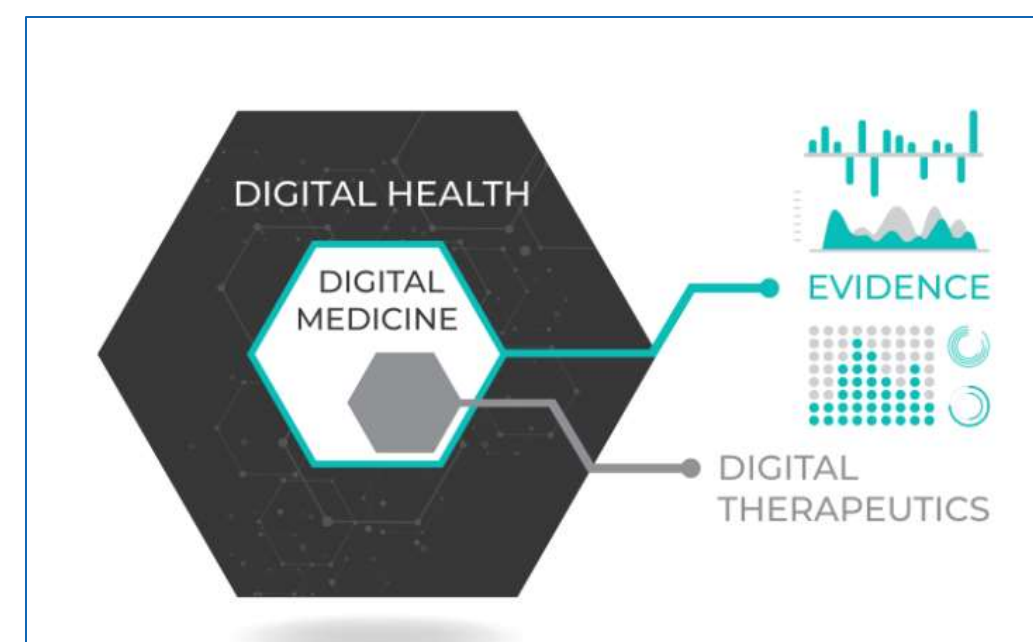 DIGITAL HEALTH
DIGITAL
MEDICINE
EVIDENCE
DIGITAL
THERAPEUTICS